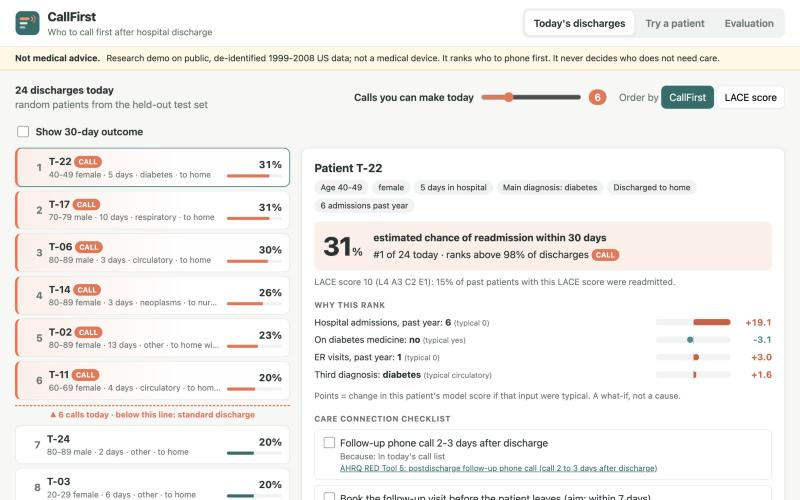 CallFirst
Who to call first after hospital discharge
Today's discharges
Try a patient
Evaluation
Not medical advice. Research demo on public, de-identified 1999-2008 US data; not a medical device. It ranks who to phone first. It never decides who does not need care.
24 discharges today
random patients from the held-out test set
Calls you can make today 6 Order by CallFirst LACE score
Show 30-day outcome
1 T-22 CALL 31%
40-49 female · 5 days · diabetes · to home
2 T-17 CALL 31%
70-79 male · 10 days · respiratory · to home
3 T-06 CALL 30%
80-89 male · 3 days · circulatory · to home
4 T-14 CALL 26%
80-89 female · 3 days · neoplasms · to nur...
5 T-02 CALL 23%
80-89 female · 13 days · other · to home wi...
6 T-11 CALL 20%
60-69 female · 4 days · circulatory · to hom...
▲ 6 calls today · below this line: standard discharge
7 T-24 20%
80-89 male · 2 days · other · to home
8 T-03 20%
20-29 female · 6 days · other · to home
Patient T-22
Age 40-49 female 5 days in hospital Main diagnosis: diabetes Discharged to home
6 admissions past year
31% estimated chance of readmission within 30 days
#1 of 24 today · ranks above 98% of discharges CALL
LACE score 10 (L4 A3 C2 E1): 15% of past patients with this LACE score were readmitted.
WHY THIS RANK
Hospital admissions, past year: 6 (typical 0) +19.1
On diabetes medicine: no (typical yes) -3.1
ER visits, past year: 1 (typical 0) +3.0
Third diagnosis: diabetes (typical circulatory) +1.6
Points = change in this patient's model score if that input were typical. A what-if, not a cause.
CARE CONNECTION CHECKLIST
Follow-up phone call 2-3 days after discharge
Because: In today's call list
AHRQ RED Tool 5: postdischarge follow-up phone call (call 2 to 3 days after discharge)
Book the follow-up visit before the patient leaves (aim: within 7 days)